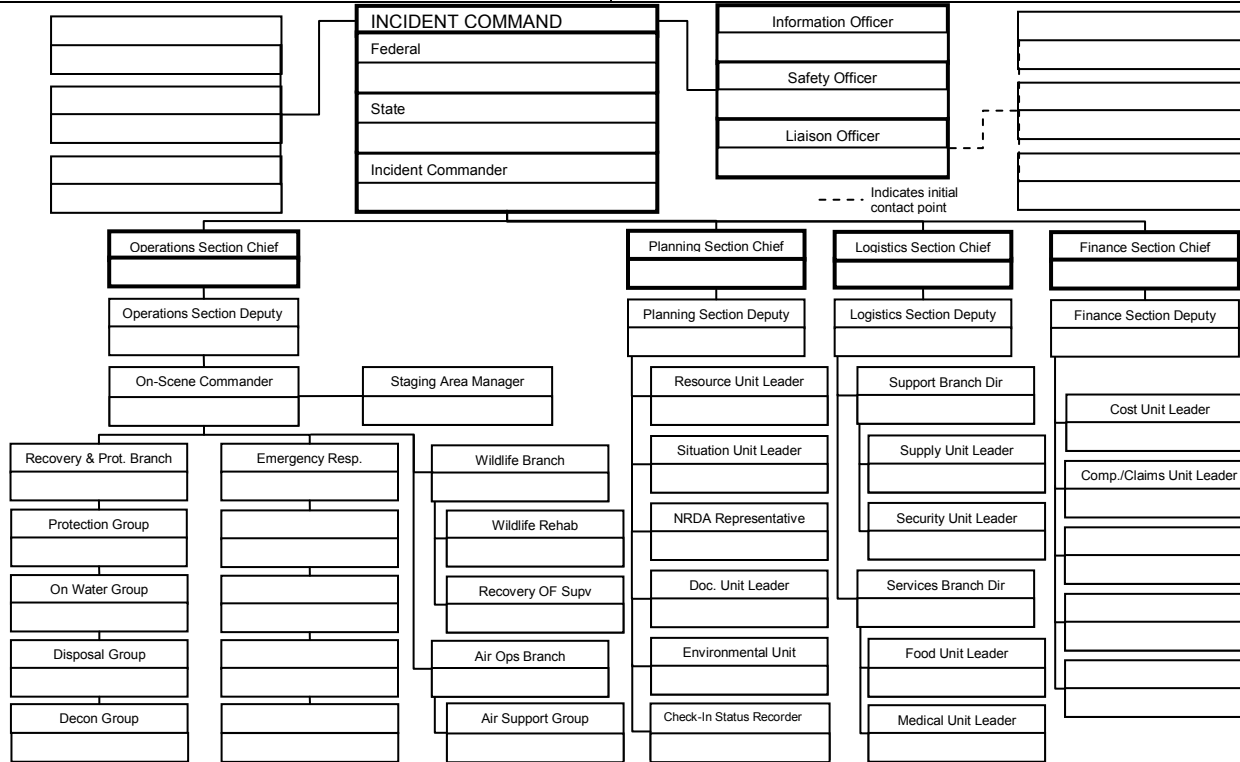 INCIDENT COMMAND
Federal
State
Incident Commander
Information Officer
Safety Officer
Liaison Officer
Indicates initial
contact point
Operations Section Chief
Planning Section Chief
Logistics Section Chief
Finance Section Chief
Operations Section Deputy
Planning Section Deputy
Logistics Section Deputy
Finance Section Deputy
On-Scene Commander
Staging Area Manager
Recovery & Prot. Branch
Protection Group
On Water Group
Disposal Group
Decon Group
Emergency Resp.
Wildlife Branch
Wildlife Rehab
Recovery OF Supv
Air Ops Branch
Air Support Group
Resource Unit Leader
Situation Unit Leader
NRDA Representative
Doc. Unit Leader
Environmental Unit
Check-In Status Recorder
Support Branch Dir
Supply Unit Leader
Security Unit Leader
Services Branch Dir
Food Unit Leader
Medical Unit Leader
Cost Unit Leader
Comp./Claims Unit Leader